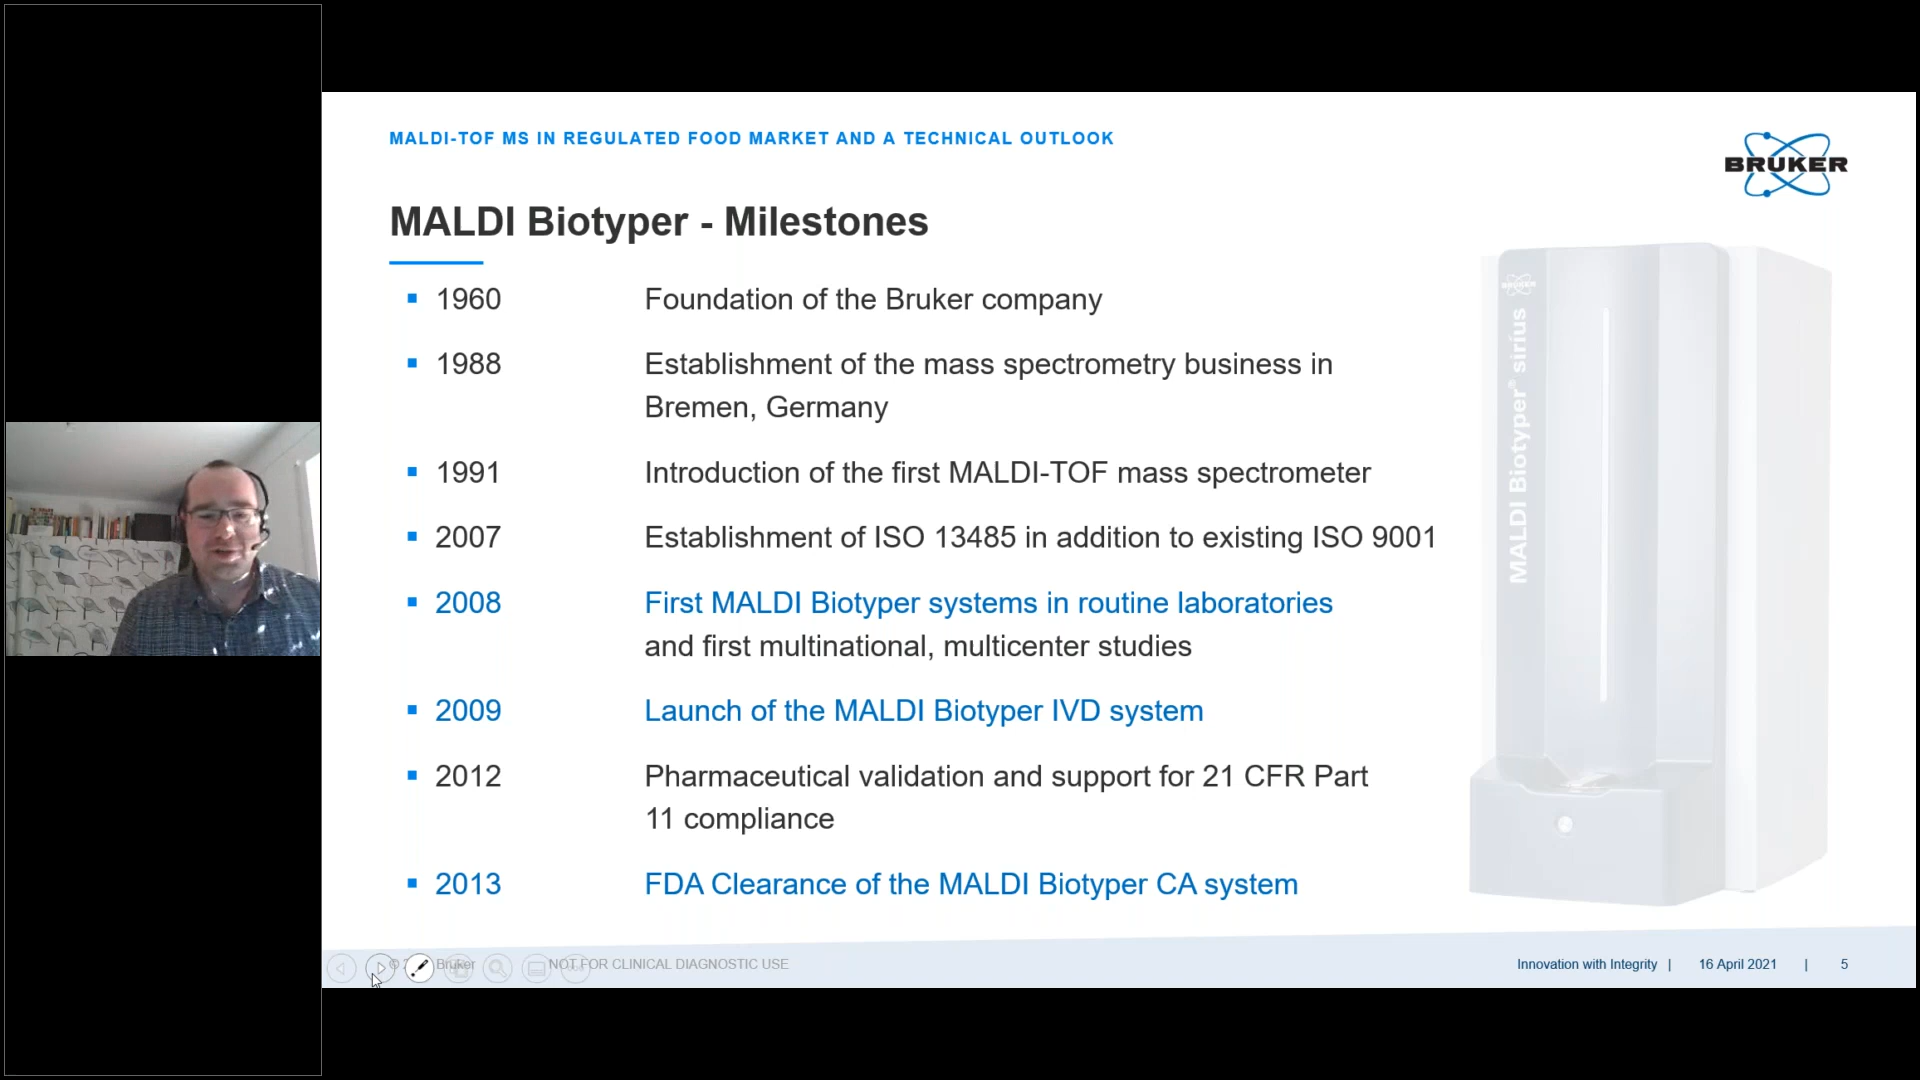 MALDI-TOF MS IN REGULATED FOOD MARKET AND A TECHNICAL OUTLOOK
BRUKER
MALDI Biotyper - Milestones
1960 Foundation of the Bruker company
1988 Establishment of the mass spectrometry business in
Bremen, Germany
1991 Introduction of the first MALDI-TOF mass spectrometer
2007 Establishment of ISO 13485 in addition to existing ISO 9001
2008 First MALDI Biotyper systems in routine laboratories
and first multinational, multicenter studies
2009 Launch of the MALDI Biotyper IVD system
2012 Pharmaceutical validation and support for 21 CFR Part
11 compliance
2013 FDA Clearance of the MALDI Biotyper CA system
BRUKER
MALDI Biotyper® sirius
© Bruker NOT FOR CLINICAL DIAGNOSTIC USE
Innovation with Integrity | 16 April 2021 | 5